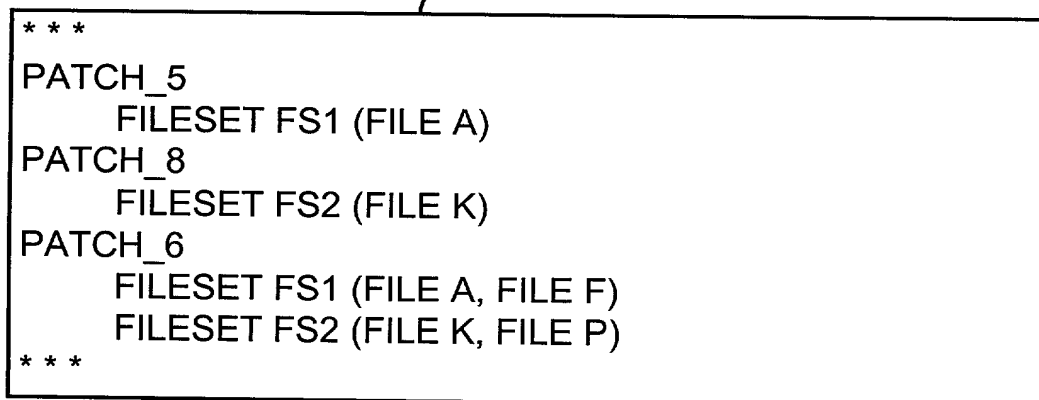 * * *
PATCH_5
FILESET FS1 (FILE A)
PATCH_8
FILESET FS2 (FILE K)
PATCH_6
FILESET FS1 (FILE A, FILE F)
FILESET FS2 (FILE K, FILE P)
* * *